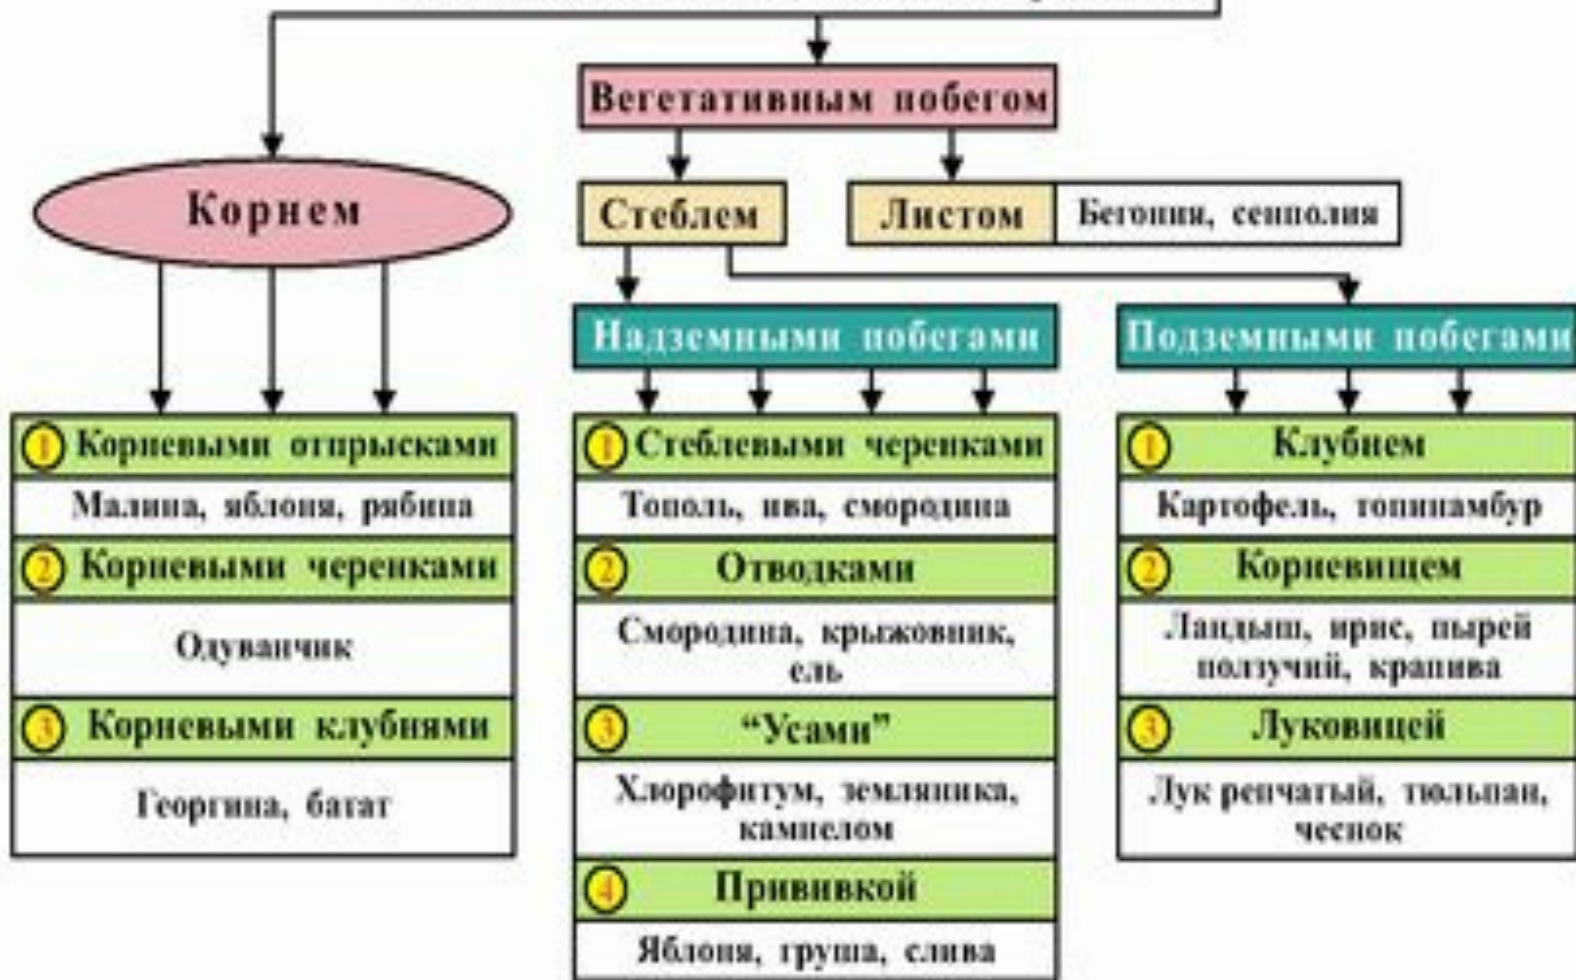 Вегетативным побегом
Корнем
Стеблем
Листом
Бегония, сенполия
Надземными побегами
Подземными побегами
1 Корневыми отпрысками
Малина, яблоня, рябина
2 Корневыми черенками
Одуванчик
3 Корневыми клубнями
Георгина, батат
1 Стеблевыми черенками
Тополь, ива, смородина
2 Отводками
Смородина, крыжовник,
ель
3 “Усами”
Хлорофитум, земляника,
кампелом
4 Прививкой
Яблоня, груша, слива
1 Клубнем
Картофель, топинамбур
2 Корневищем
Ландыш, ирис, пырей
ползучий, крапива
3 Луковицей
Лук репчатый, тюльпан,
чеснок